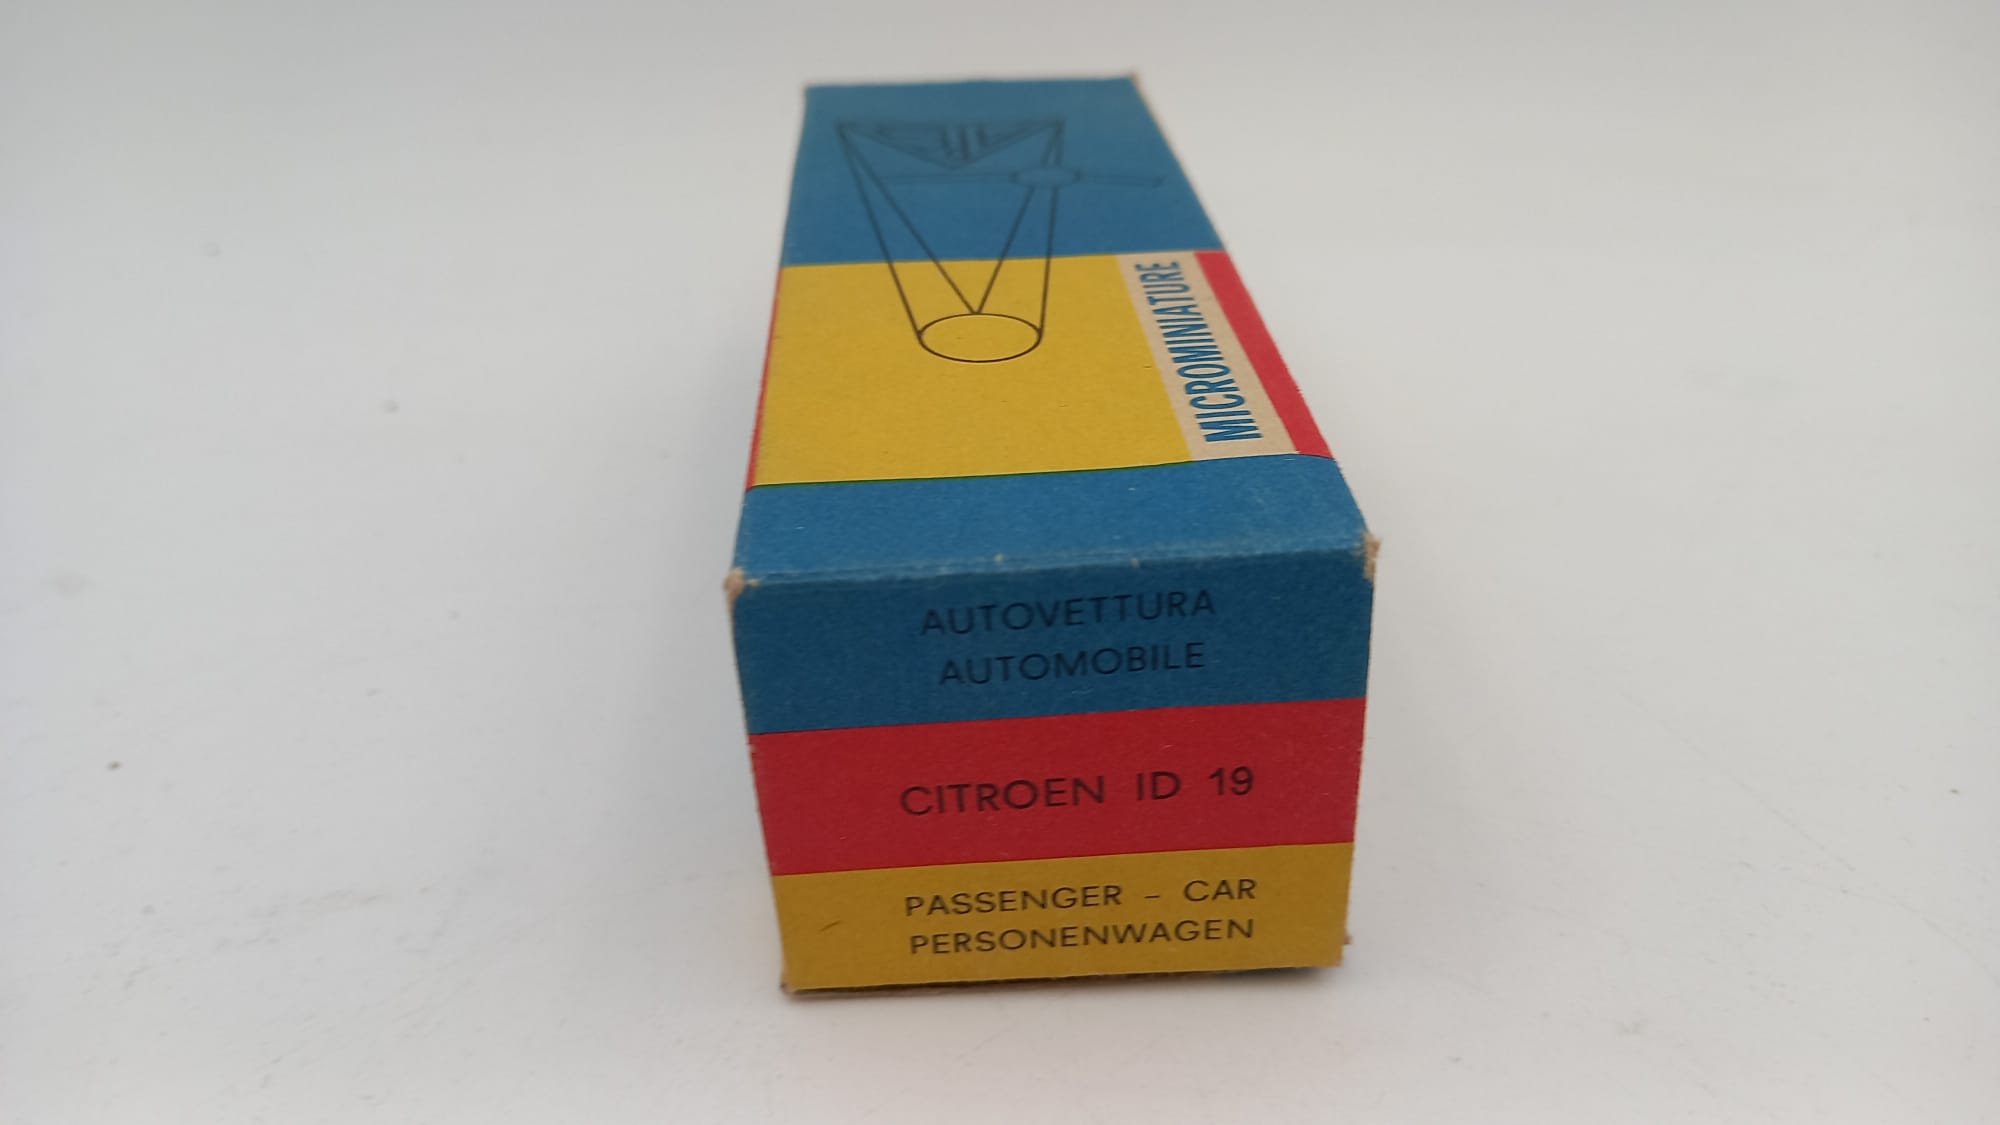 MICROMINIATURE
AUTOVETTURA
AUTOMOBILE
CITROEN ID 19
PASSENGER – CAR
PERSONENWAGEN